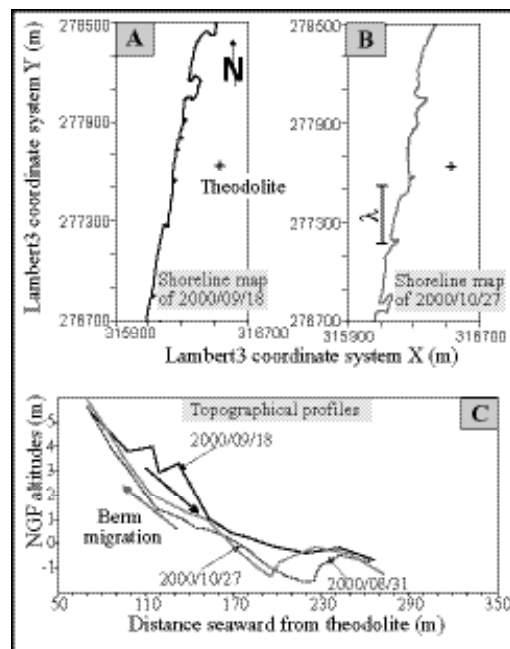 Lambert3 coordinate system Y (m)
278500
277900
277300
276700
315900
316700
A
N
Theodolite
Shoreline map
of 2000/09/18
278500
277900
277300
276700
315900
316700
B
λ
Shoreline map
of 2000/10/27
Lambert3 coordinate system X (m)
NGF altitudes (m)
5
4
3
2
1
0
-1
Topographical profiles
C
2000/09/18
Berm
migration
2000/10/27
2000/08/31
50
110
170
230
290
350
Distance seaward from theodolite (m)